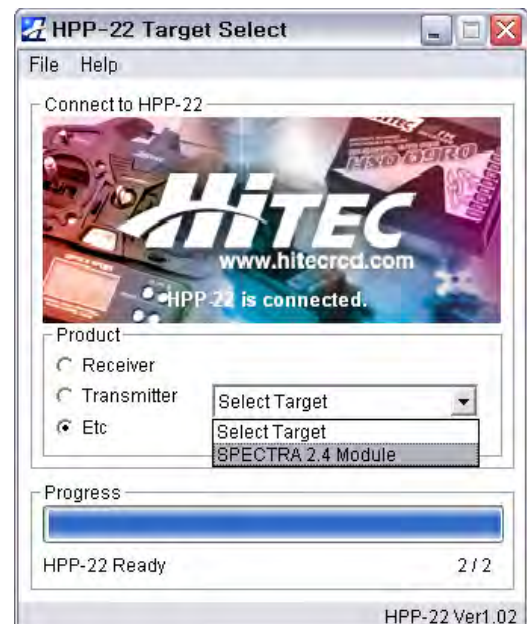 HPP-22 Target Select
File Help
Connect to HPP-22
HiTEC
www.hitecrcd.com
HPP-22 is connected.
Product
Receiver
Transmitter
Select Target
Etc
Select Target
SPECTRA 2.4 Module
Progress
HPP-22 Ready
2 / 2
HPP-22 Ver1.02